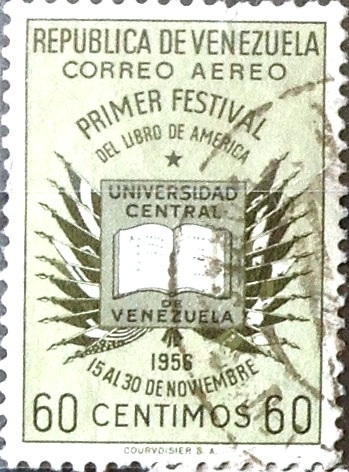 REPUBLICA DE VENEZUELA
CORREO AEREO
PRIMER FESTIVAL
DEL LIBRO DE AMERICA
UNIVERSIDAD
CENTRAL
DE
VENEZUELA
1956
15 AL 30 DE NOVIEMBRE
60 CENTIMOS 60
COURVOISIER S. A.